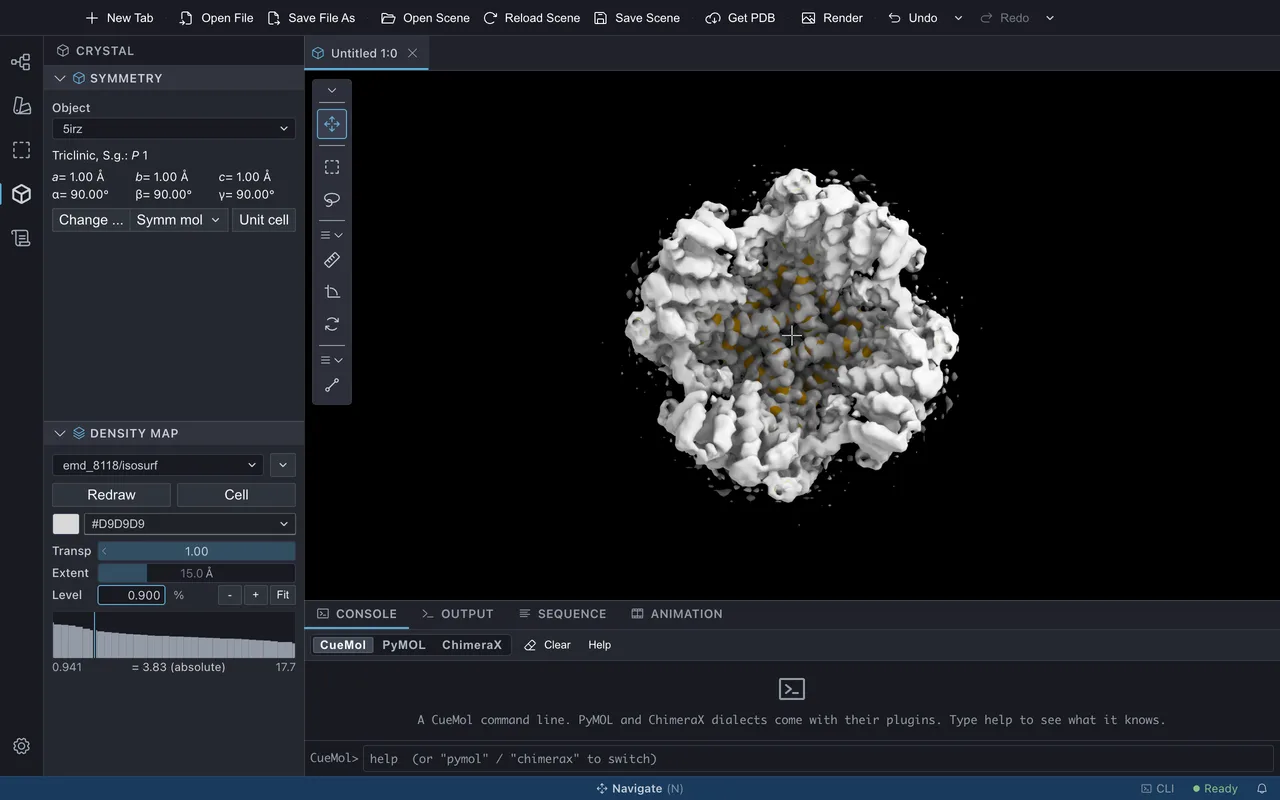 New Tab Open File Save File As Open Scene Reload Scene Save Scene Get PDB Render Undo Redo
CRYSTAL
Untitled 1:0
SYMMETRY
Object
5irz
Triclinic, S.g.: P 1
a= 1.00 Å b= 1.00 Å c= 1.00 Å
α= 90.00° β= 90.00° γ= 90.00°
Change ... Symm mol Unit cell
DENSITY MAP
emd_8118/isosurf
Redraw Cell
#D9D9D9
Transp 1.00
Extent 15.0 Å
Level 0.900 % - + Fit
0.941 = 3.83 (absolute) 17.7
CONSOLE OUTPUT SEQUENCE ANIMATION
CueMol PyMOL ChimeraX Clear Help
A CueMol command line. PyMOL and ChimeraX dialects come with their plugins. Type help to see what it knows.
CueMol> help (or "pymol" / "chimerax" to switch)
Navigate (N) CLI Ready